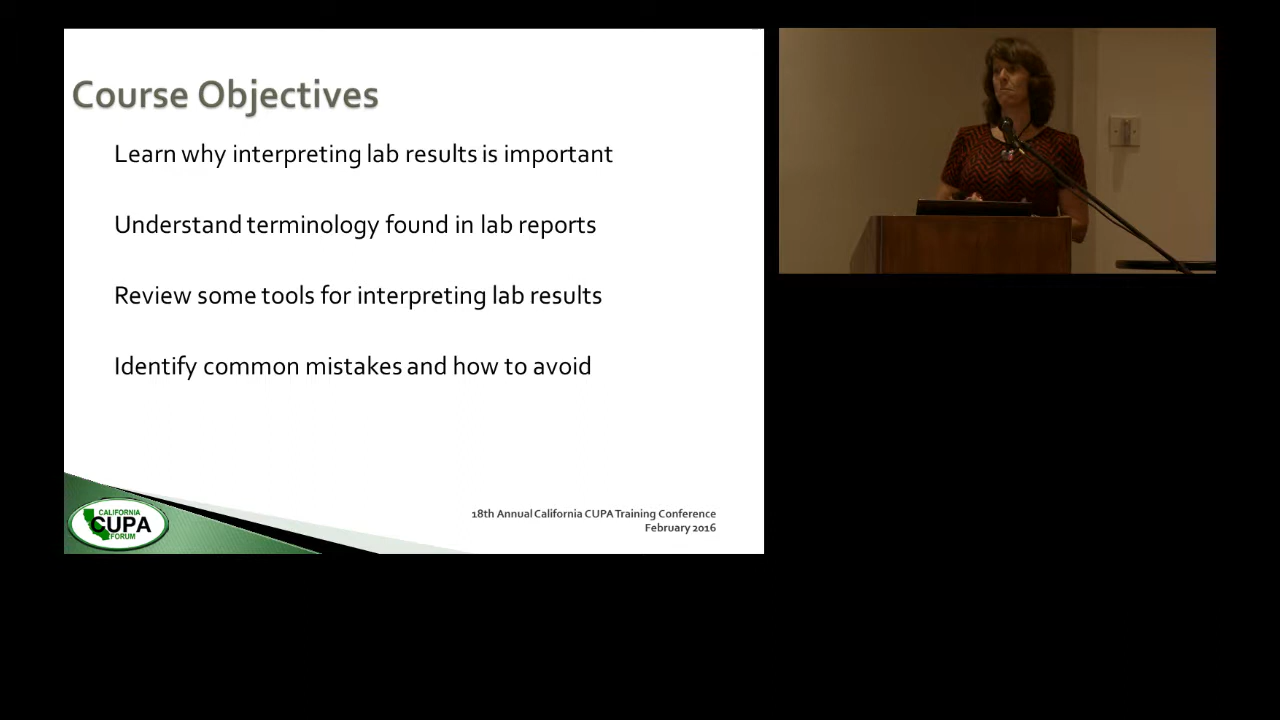 Course Objectives
Learn why interpreting lab results is important
Understand terminology found in lab reports
Review some tools for interpreting lab results
Identify common mistakes and how to avoid
CALIFORNIA
CUPA
FORUM
18th Annual California CUPA Training Conference
February 2016